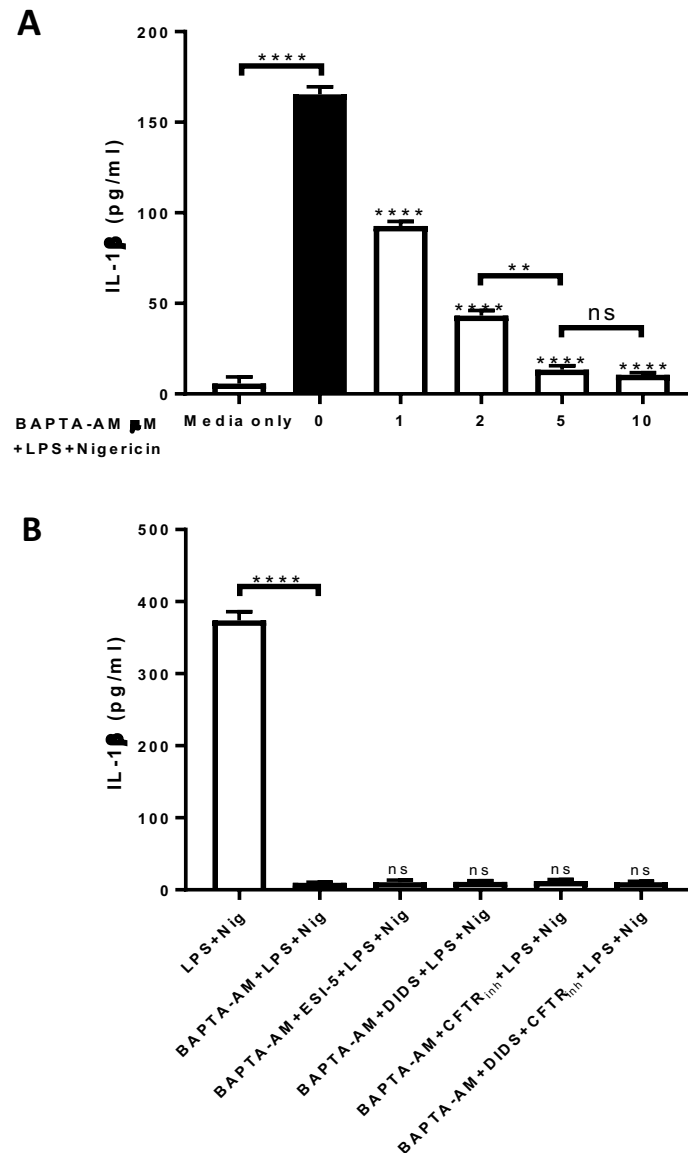 A
200
****
150
IL-1β (pg/ml)
100
****
**
50
****
ns
****
****
0
BAPTA-AM μM
Media only
0
1
2
5
10
+LPS+Nigericin
B
500
****
400
300
IL-1β (pg/ml)
200
100
ns
ns
ns
ns
0
LPS+Nig
BAPTA-AM+LPS+Nig
BAPTA-AM+ESI-5+LPS+Nig
BAPTA-AM+DIDS+LPS+Nig
BAPTA-AM+CFTRinh+LPS+Nig
BAPTA-AM+DIDS+CFTRinh+LPS+Nig